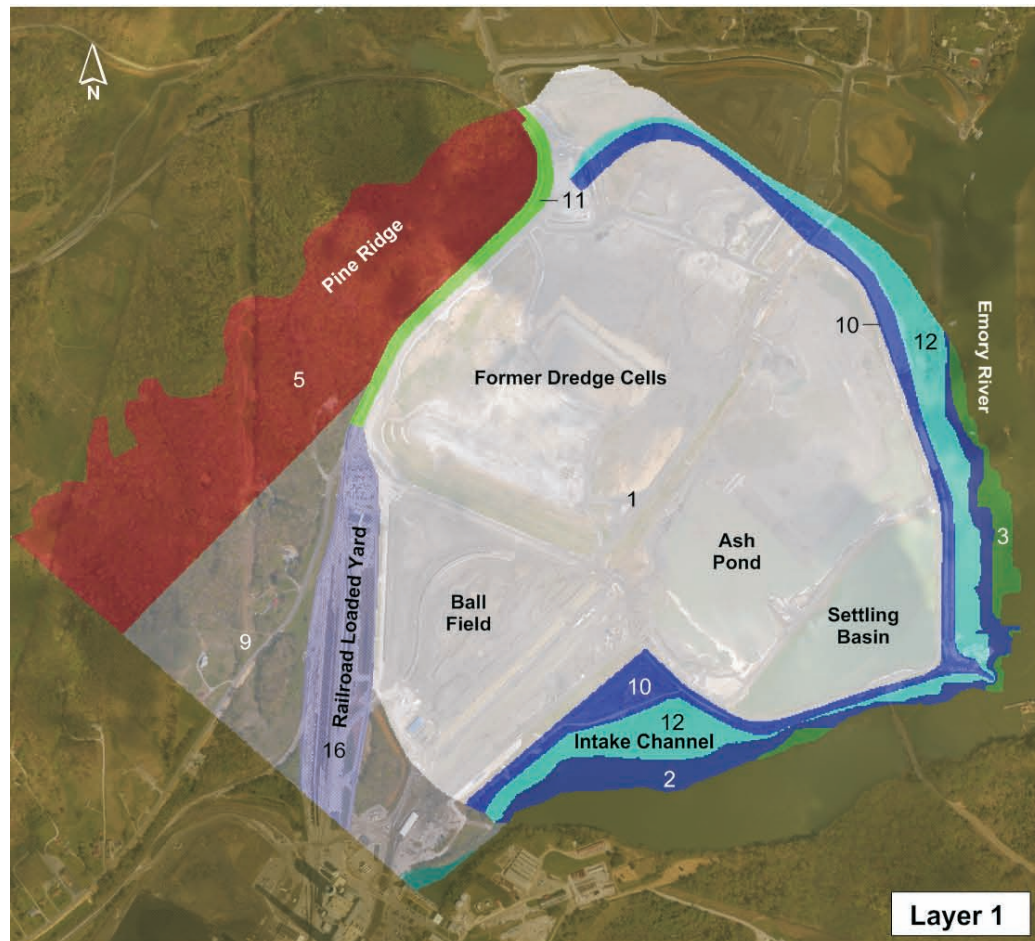 N
11
Pine Ridge
10
12
Emory River
5
Former Dredge Cells
1
3
Ash
Pond
Ball
Field
Settling
Basin
9
Railroad Loaded Yard
10
12
Intake Channel
16
2
Layer 1